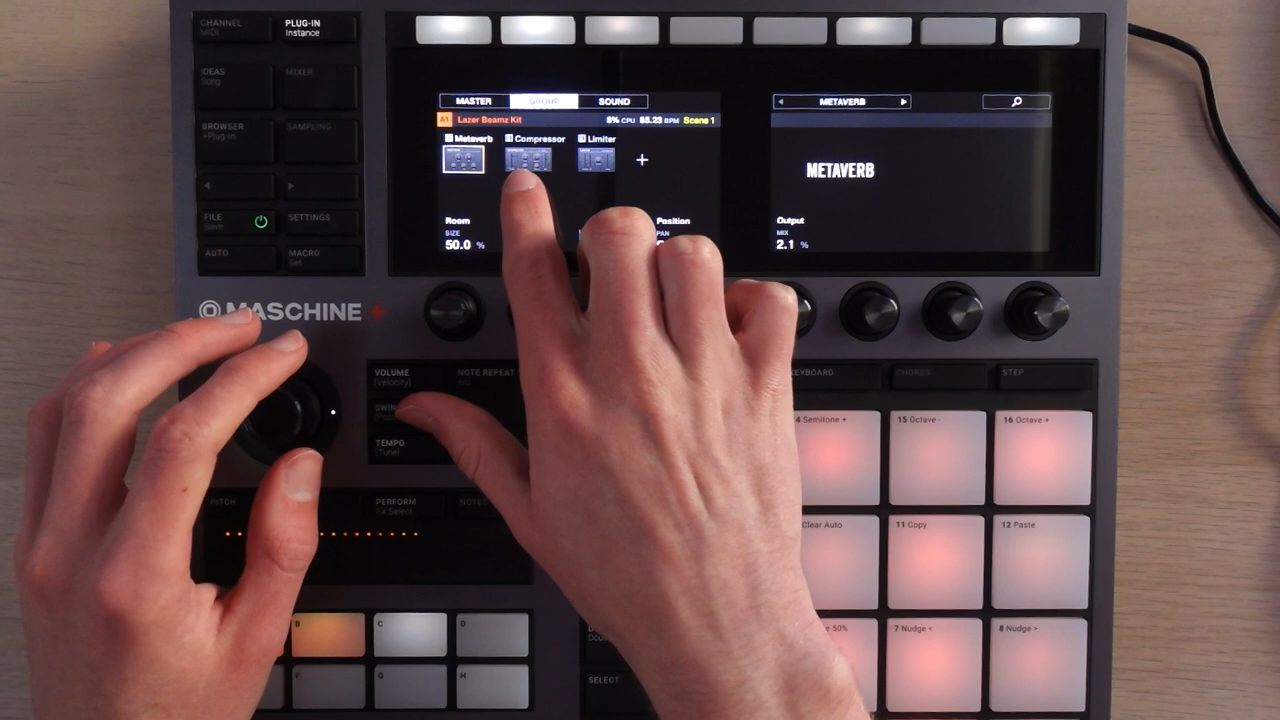 CHANNEL
MIDI
PLUG-IN
Instance
IDEAS
Song
MIXER
BROWSER
+Plug-in
SAMPLING
FILE
Save
SETTINGS
AUTO
MACRO
Set
MASTER
GROUP
SOUND
A1 Lazer Beamz Kit 8% CPU 85.23 BPM Scene 1
Metaverb
Compressor
Limiter
+
Room
SIZE
50.0 %
Position
PAN
METAVERB
METAVERB
Output
MIX
2.1 %
MASCHINE +
VOLUME
(Velocity)
NOTE REPEAT
TEMPO
(Tune)
KEYBOARD
CHORDS
STEP
PITCH
PERFORM
FX Select
4 Semitone +
15 Octave -
16 Octave +
Clear Auto
11 Copy
12 Paste
50%
7 Nudge <
8 Nudge >
B
C
D
F
G
H
SELECT